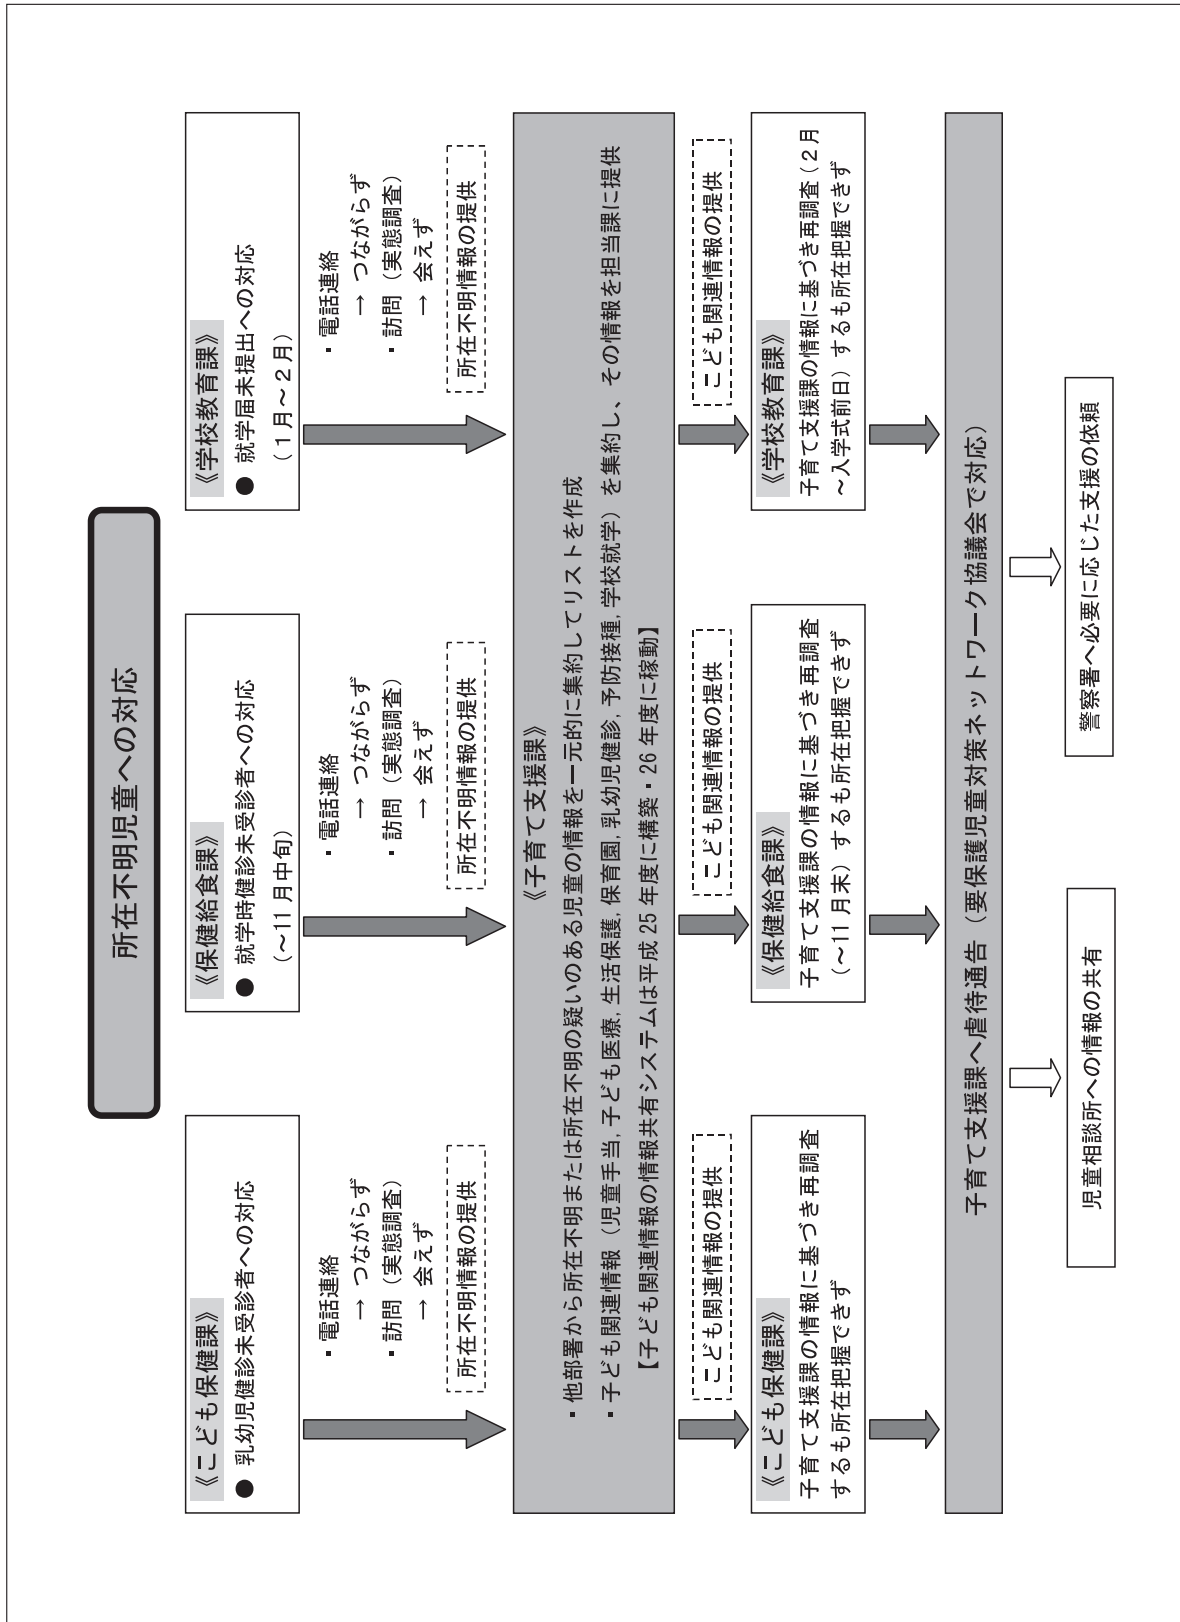 所在不明児童への対応
《こども保健課》
● 乳幼児健診未受診者への対応
・電話連絡
→ つながらず
・訪問（実態調査）
→ 会えず
所在不明情報の提供
《保健給食課》
● 就学時健診未受診者への対応
（～11月中旬）
・電話連絡
→ つながらず
・訪問（実態調査）
→ 会えず
所在不明情報の提供
《学校教育課》
● 就学届未提出への対応
（１月～２月）
・電話連絡
→ つながらず
・訪問（実態調査）
→ 会えず
所在不明情報の提供
《子育て支援課》
・他部署から所在不明または所在不明の疑いのある児童の情報を一元的に集約してリストを作成
・子ども関連情報（児童手当，子ども医療，生活保護，保育園，乳幼児健診，予防接種，学校就学）を集約し、その情報を担当課に提供
【子ども関連情報の情報共有システムは平成25年度に構築・26年度に稼動】
こども関連情報の提供
《こども保健課》
子育て支援課の情報に基づき再調査
するも所在把握できず
こども関連情報の提供
《保健給食課》
子育て支援課の情報に基づき再調査
（～11月末）するも所在把握できず
こども関連情報の提供
《学校教育課》
子育て支援課の情報に基づき再調査（２月
～入学式前日）するも所在把握できず
子育て支援課へ虐待通告（要保護児童対策ネットワーク協議会で対応）
児童相談所への情報の共有
警察署へ必要に応じた支援の依頼